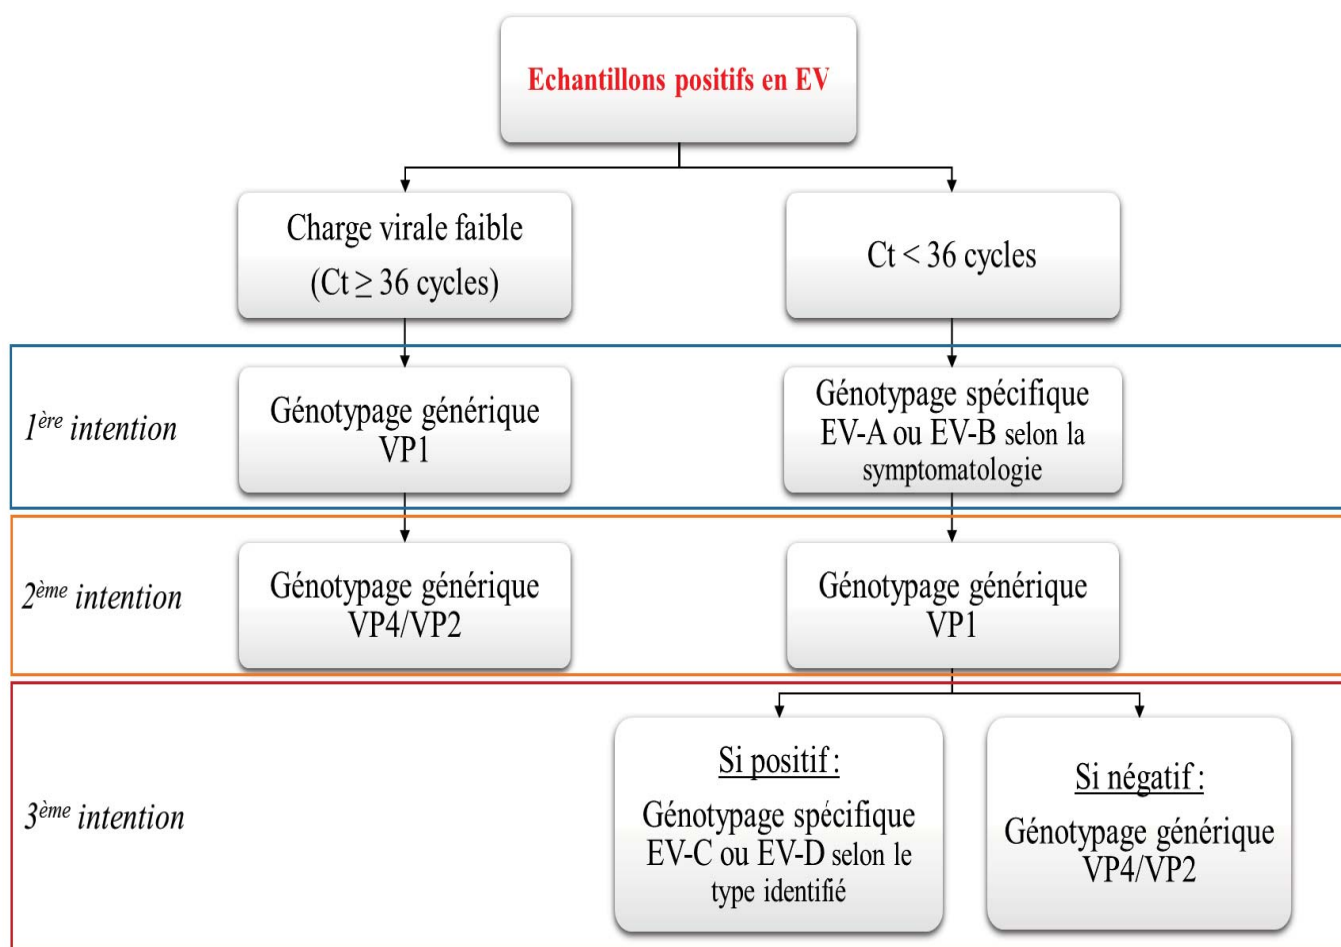 Echantillons positifs en EV
Charge virale faible
(Ct ≥ 36 cycles)
Ct < 36 cycles
1ère intention
Génotypage générique
VP1
Génotypage spécifique
EV-A ou EV-B selon la
symptomatologie
2ème intention
Génotypage générique
VP4/VP2
Génotypage générique
VP1
3ème intention
Si positif :
Génotypage spécifique
EV-C ou EV-D selon le
type identifié
Si négatif :
Génotypage générique
VP4/VP2